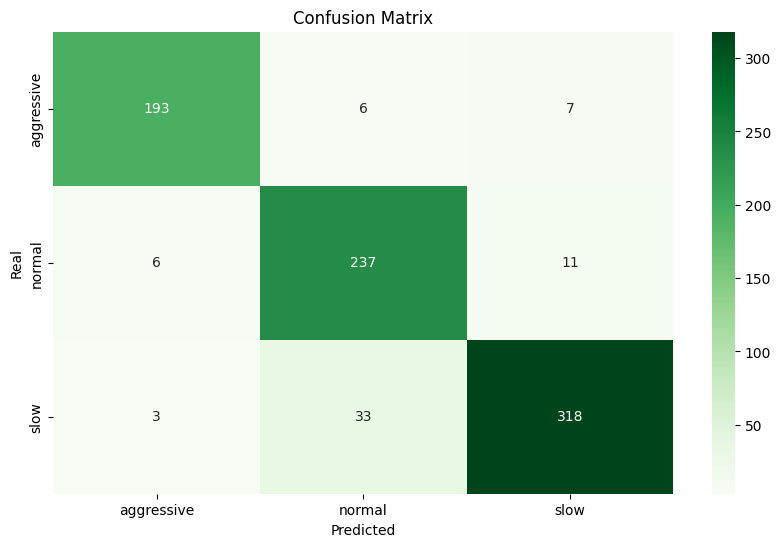 Confusion Matrix
Real
aggressive
normal
slow
193 6 7
6 237 11
3 33 318
aggressive normal slow
Predicted
300
250
200
150
100
50